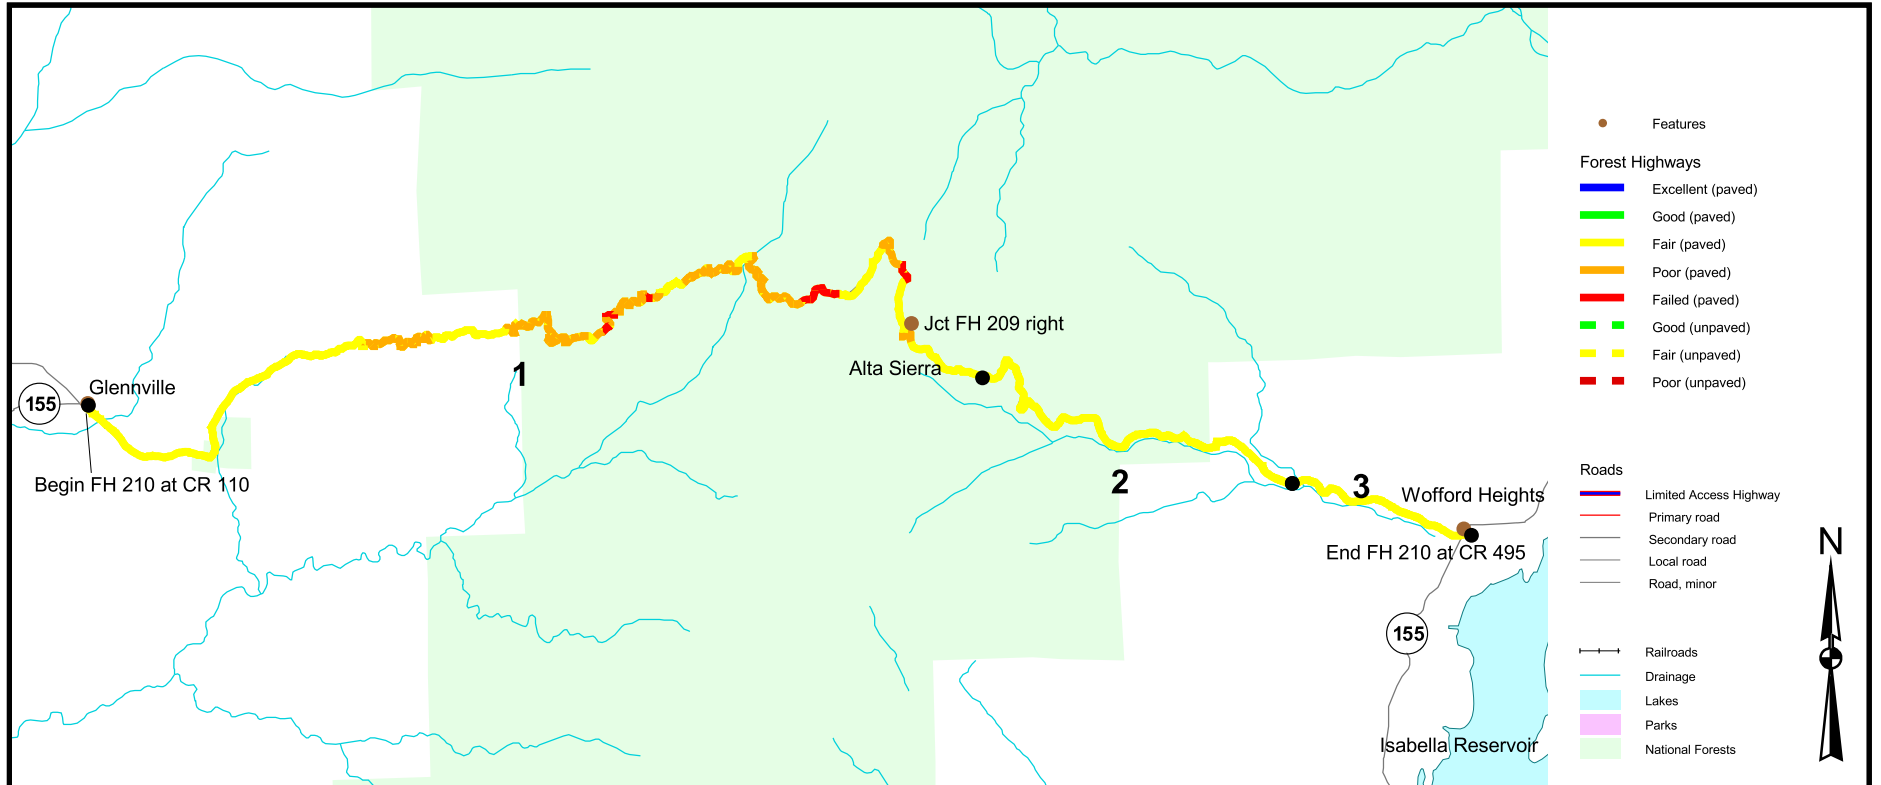 Glennville
155
Begin FH 210 at CR 110
1
Jct FH 209 right
Alta Sierra
2
3
Wofford Heights
End FH 210 at CR 495
155
Isabella Reservoir
Features
Forest Highways
Excellent (paved)
Good (paved)
Fair (paved)
Poor (paved)
Failed (paved)
Good (unpaved)
Fair (unpaved)
Poor (unpaved)
Roads
Limited Access Highway
Primary road
Secondary road
Local road
Road, minor
Railroads
Drainage
Lakes
Parks
National Forests
N